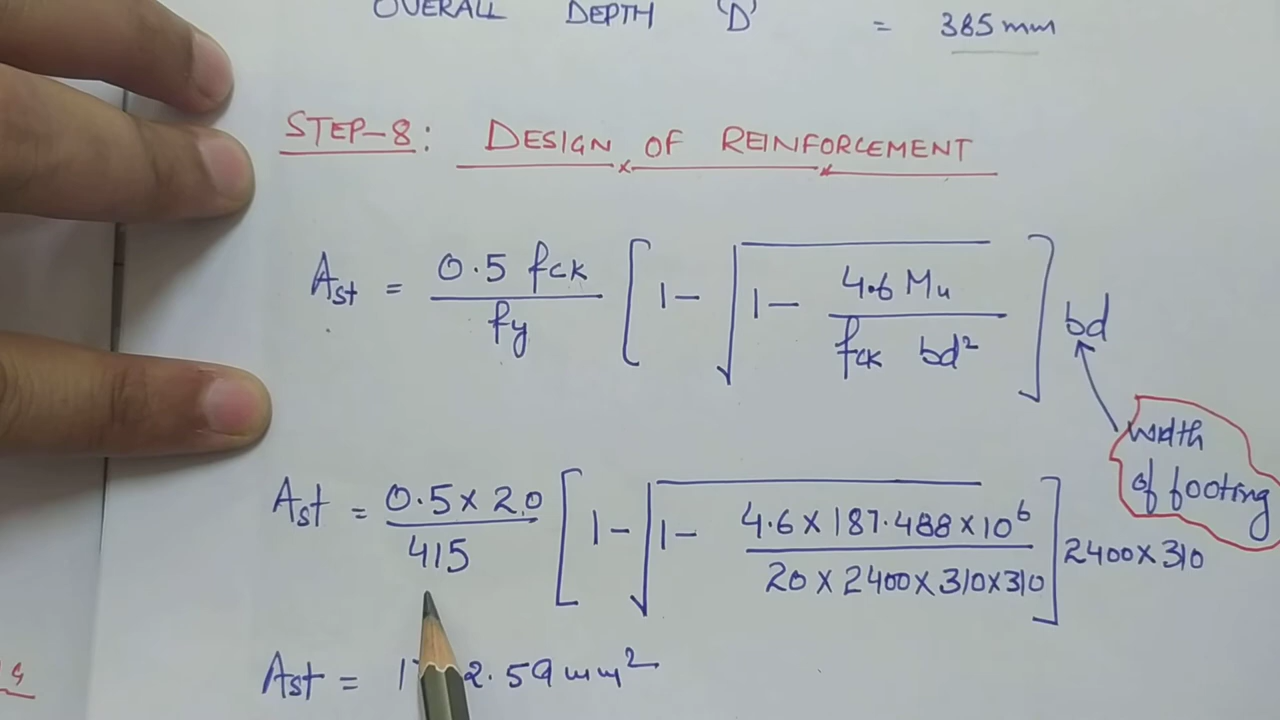 OVERALL DEPTH 'D' = 385 mm
STEP-8: DESIGN OF REINFORCEMENT
Ast = 0.5 fck / fy [ 1 - √( 1 - 4.6 Mu / fck bd² ) ] bd
width
of footing
Ast = 0.5 × 20 / 415 [ 1 - √( 1 - 4.6 × 187.488 × 10⁶ / 20 × 2400 × 310 × 310 ) ] 2400 × 310
Ast = 1 2.59 mm²